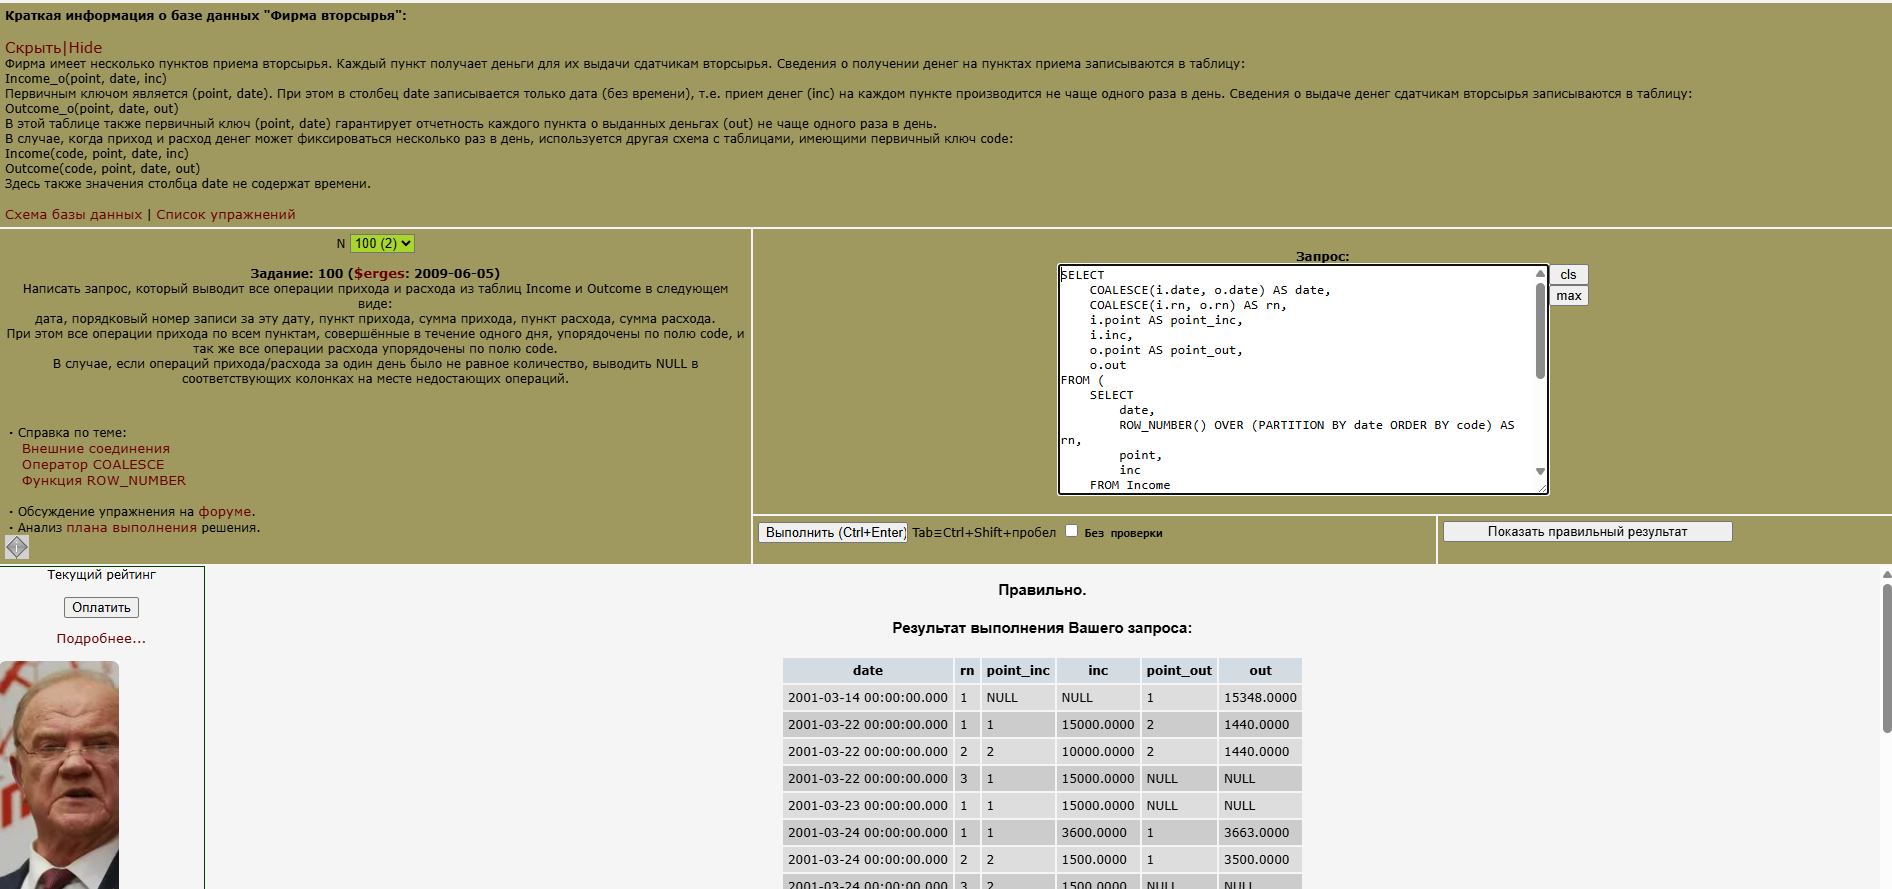 Краткая информация о базе данных "Фирма вторсырья":
Скрыть|Hide
Фирма имеет несколько пунктов приема вторсырья. Каждый пункт получает деньги для их выдачи сдатчикам вторсырья. Сведения о получении денег на пунктах приема записываются в таблицу:
Income_o(point, date, inc)
Первичным ключом является (point, date). При этом в столбец date записывается только дата (без времени), т.е. прием денег (inc) на каждом пункте производится не чаще одного раза в день. Сведения о выдаче денег сдатчикам вторсырья записываются в таблицу:
Outcome_o(point, date, out)
В этой таблице также первичный ключ (point, date) гарантирует отчетность каждого пункта о выданных деньгах (out) не чаще одного раза в день.
В случае, когда приход и расход денег может фиксироваться несколько раз в день, используется другая схема с таблицами, имеющими первичный ключ code:
Income(code, point, date, inc)
Outcome(code, point, date, out)
Здесь также значения столбца date не содержат времени.
Схема базы данных | Список упражнений
N 100 (2)
Задание: 100 ($erges: 2009-06-05)
Написать запрос, который выводит все операции прихода и расхода из таблиц Income и Outcome в следующем
виде:
дата, порядковый номер записи за эту дату, пункт прихода, сумма прихода, пункт расхода, сумма расхода.
При этом все операции прихода по всем пунктам, совершённые в течение одного дня, упорядочены по полю code, и
так же все операции расхода упорядочены по полю code.
В случае, если операций прихода/расхода за один день было не равное количество, выводить NULL в
соответствующих колонках на месте недостающих операций.
· Справка по теме:
Внешние соединения
Оператор COALESCE
Функция ROW_NUMBER
· Обсуждение упражнения на форуме.
· Анализ плана выполнения решения.
Запрос:
SELECT
COALESCE(i.date, o.date) AS date,
COALESCE(i.rn, o.rn) AS rn,
i.point AS point_inc,
i.inc,
o.point AS point_out,
o.out
FROM (
SELECT
date,
ROW_NUMBER() OVER (PARTITION BY date ORDER BY code) AS
rn,
point,
inc
FROM Income
cls
max
Выполнить (Ctrl+Enter) Tab≡Ctrl+Shift+пробел Без проверки
Показать правильный результат
Текущий рейтинг
Оплатить
Подробнее...
Правильно.
Результат выполнения Вашего запроса:
date rn point_inc inc point_out out
2001-03-14 00:00:00.000 1 NULL NULL 1 15348.0000
2001-03-22 00:00:00.000 1 1 15000.0000 2 1440.0000
2001-03-22 00:00:00.000 2 2 10000.0000 2 1440.0000
2001-03-22 00:00:00.000 3 1 15000.0000 NULL NULL
2001-03-23 00:00:00.000 1 1 15000.0000 NULL NULL
2001-03-24 00:00:00.000 1 1 3600.0000 1 3663.0000
2001-03-24 00:00:00.000 2 2 1500.0000 1 3500.0000
2001-03-24 00:00:00.000 3 2 1500.0000 NULL NULL